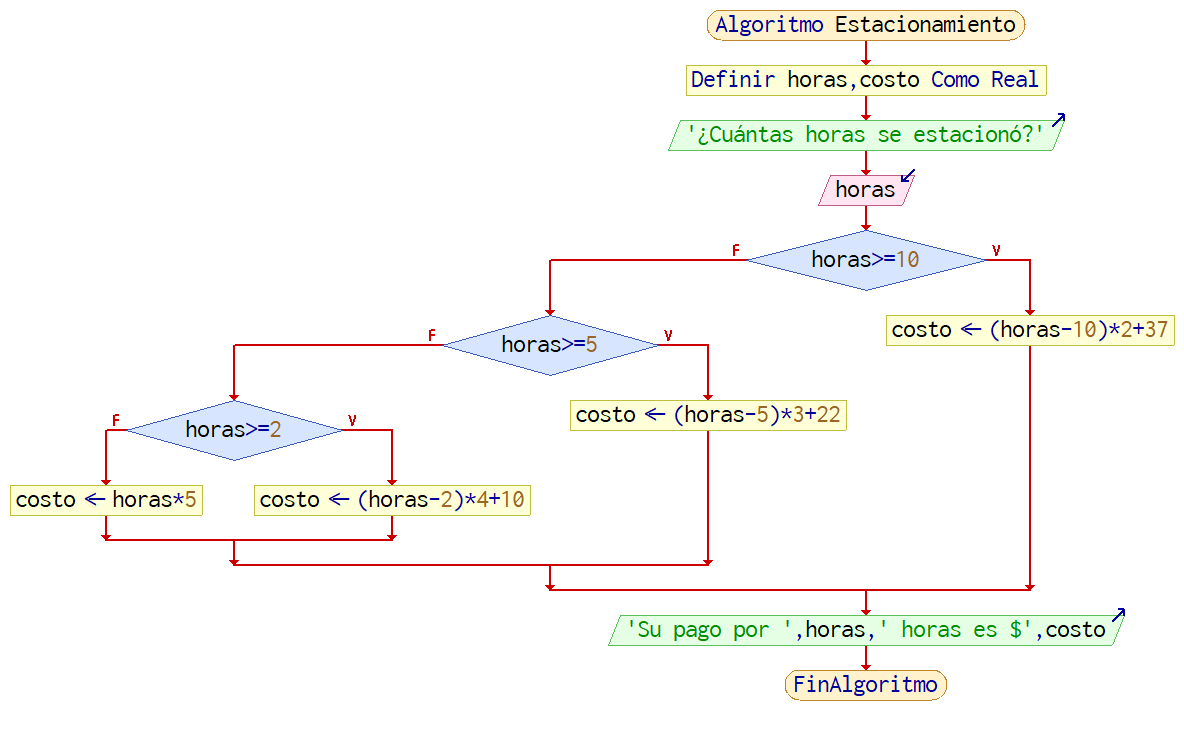 Algoritmo Estacionamiento
Definir horas,costo Como Real
'¿Cuántas horas se estacionó?'
horas
horas>=10
F
V
horas>=5
costo ← (horas-10)*2+37
F
V
horas>=2
costo ← (horas-5)*3+22
F
V
costo ← horas*5
costo ← (horas-2)*4+10
'Su pago por ',horas,' horas es $',costo
FinAlgoritmo